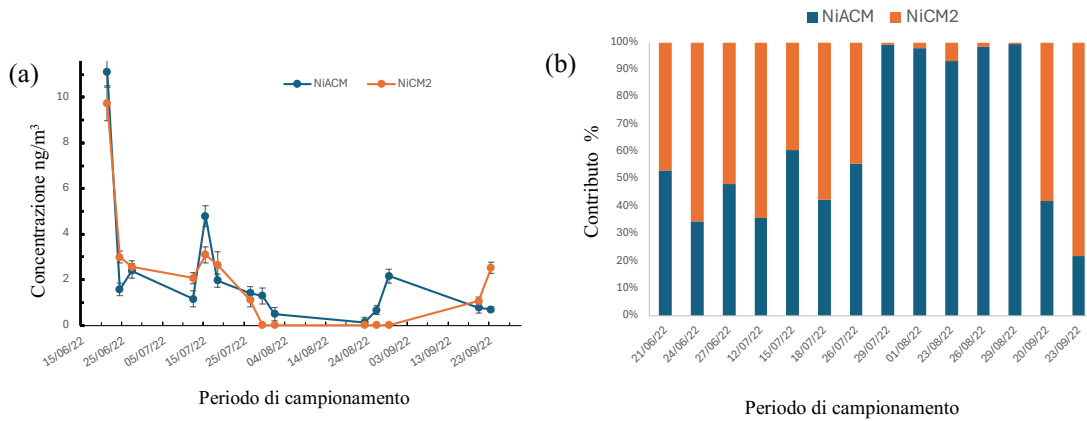 (a)
NiACM NiCM2
Concentrazione ng/m³
10
8
6
4
2
0
15/06/22 25/06/22 05/07/22 15/07/22 25/07/22 04/08/22 14/08/22 24/08/22 03/09/22 13/09/22 23/09/22
Periodo di campionamento
NiACM NiCM2
(b)
Contributo %
100%
90%
80%
70%
60%
50%
40%
30%
20%
10%
0%
21/06/22 24/06/22 27/06/22 12/07/22 15/07/22 18/07/22 26/07/22 29/07/22 01/08/22 23/08/22 26/08/22 29/08/22 20/09/22 23/09/22
Periodo di campionamento